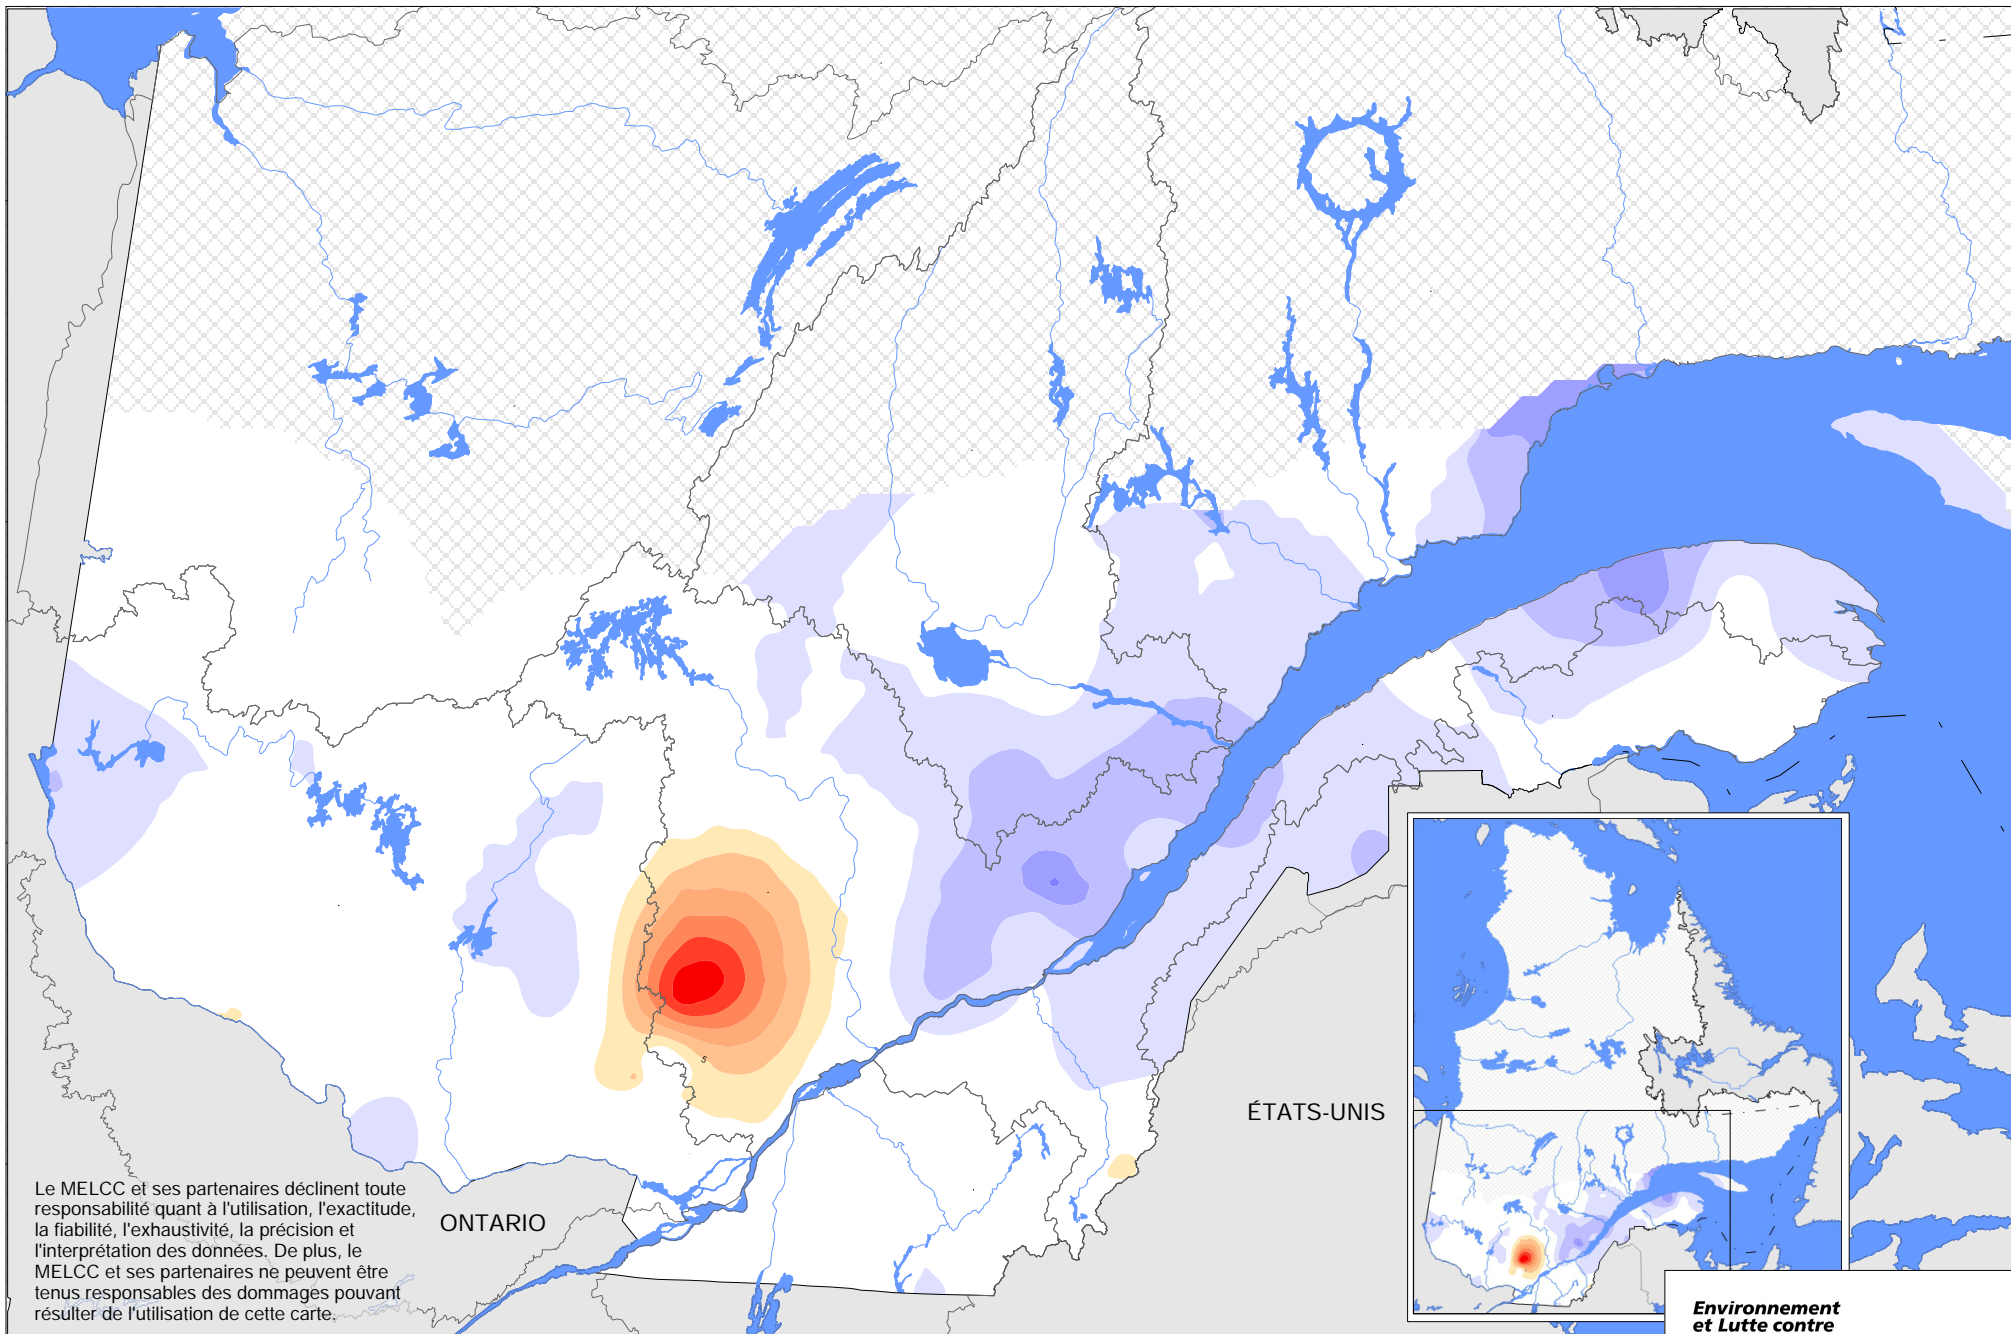 ÉTATS-UNIS
Le MELCC et ses partenaires déclinent toute
responsabilité quant à l'utilisation, l'exactitude,
la fiabilité, l'exhaustivité, la précision et
l'interprétation des données. De plus, le
MELCC et ses partenaires ne peuvent être
tenus responsables des dommages pouvant
résulter de l'utilisation de cette carte.
ONTARIO
5
Environnement
et Lutte contre